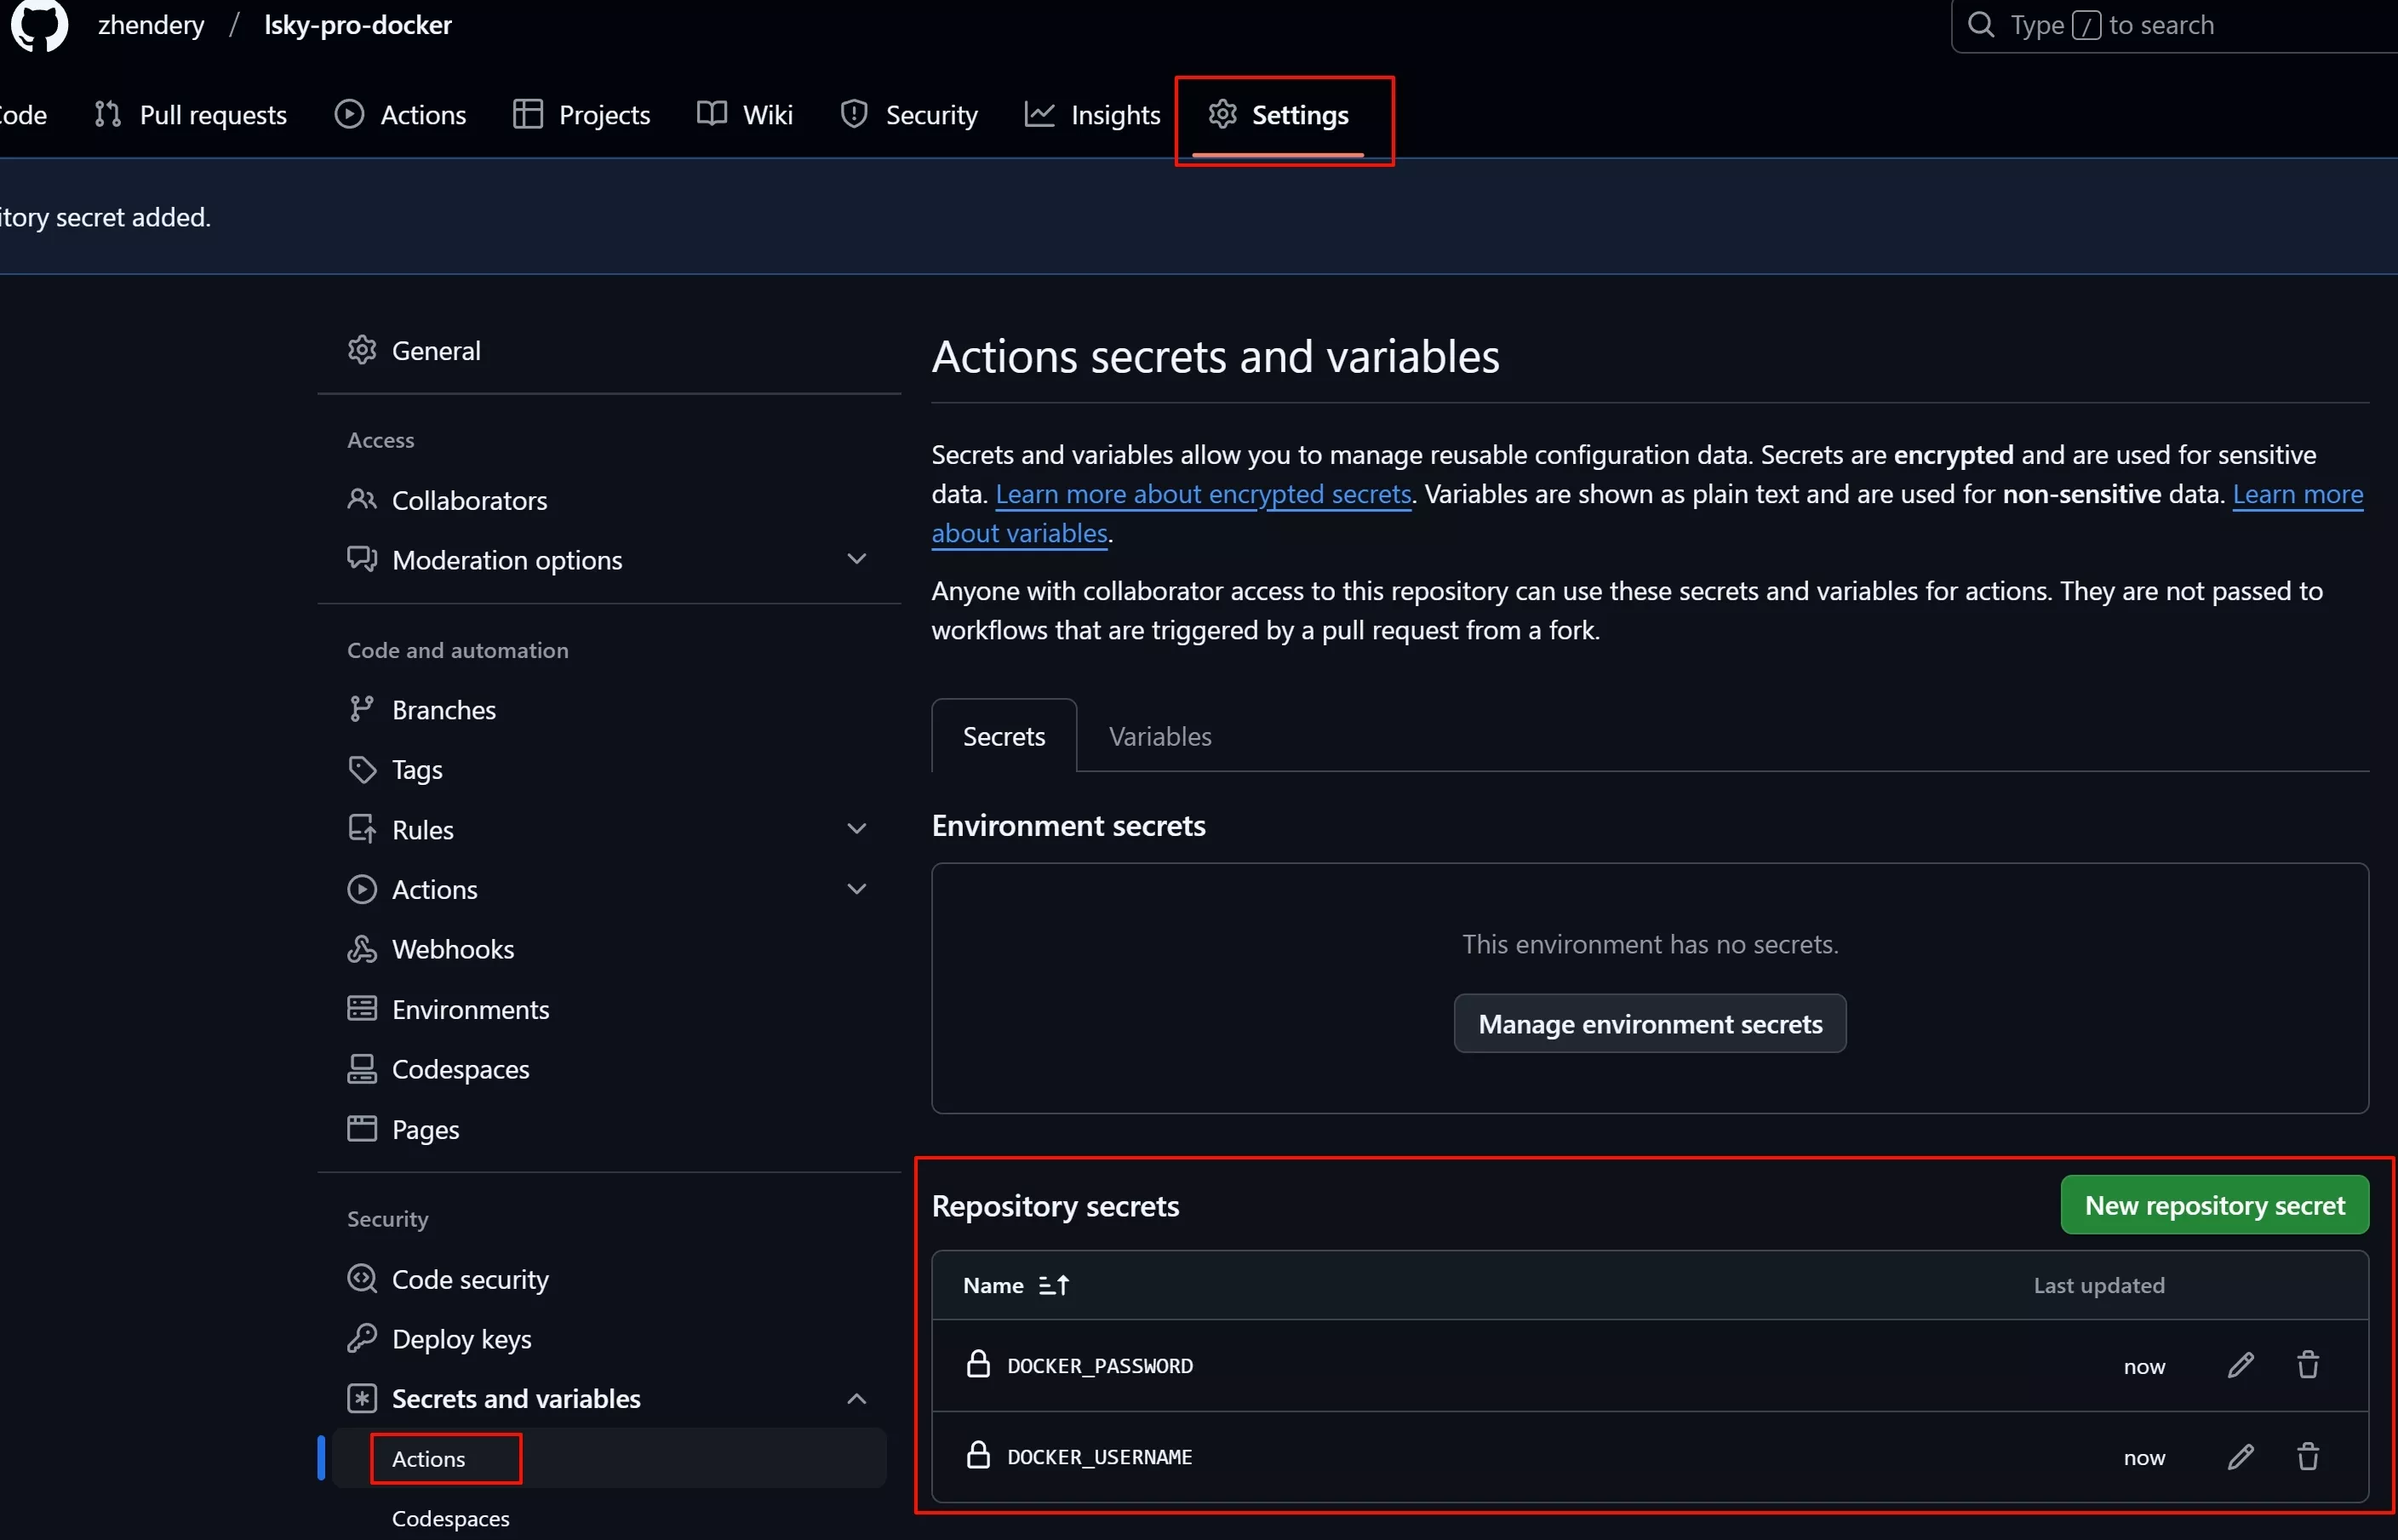 zhendery / lsky-pro-docker
Type / to search
Code Pull requests Actions Projects Wiki Security Insights Settings
itory secret added.
General
Access
Collaborators
Moderation options
Code and automation
Branches
Tags
Rules
Actions
Webhooks
Environments
Codespaces
Pages
Security
Code security
Deploy keys
Secrets and variables
Actions
Codespaces
Actions secrets and variables
Secrets and variables allow you to manage reusable configuration data. Secrets are encrypted and are used for sensitive
data. Learn more about encrypted secrets. Variables are shown as plain text and are used for non-sensitive data. Learn more
about variables.
Anyone with collaborator access to this repository can use these secrets and variables for actions. They are not passed to
workflows that are triggered by a pull request from a fork.
Secrets Variables
Environment secrets
This environment has no secrets.
Manage environment secrets
Repository secrets
New repository secret
Name Last updated
DOCKER_PASSWORD now
DOCKER_USERNAME now